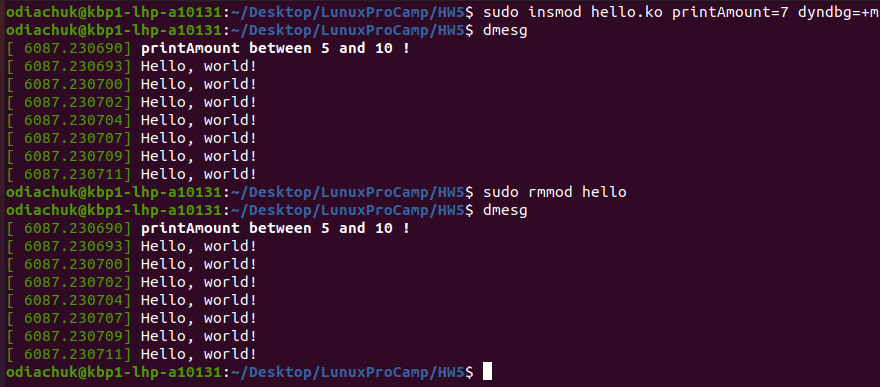 odiachuk@kbp1-lhp-a10131:~/Desktop/LunuxProCamp/HW5$ sudo insmod hello.ko printAmount=7 dyndbg=+m
odiachuk@kbp1-lhp-a10131:~/Desktop/LunuxProCamp/HW5$ dmesg
[ 6087.230690] printAmount between 5 and 10 !
[ 6087.230693] Hello, world!
[ 6087.230700] Hello, world!
[ 6087.230702] Hello, world!
[ 6087.230704] Hello, world!
[ 6087.230707] Hello, world!
[ 6087.230709] Hello, world!
[ 6087.230711] Hello, world!
odiachuk@kbp1-lhp-a10131:~/Desktop/LunuxProCamp/HW5$ sudo rmmod hello
odiachuk@kbp1-lhp-a10131:~/Desktop/LunuxProCamp/HW5$ dmesg
[ 6087.230690] printAmount between 5 and 10 !
[ 6087.230693] Hello, world!
[ 6087.230700] Hello, world!
[ 6087.230702] Hello, world!
[ 6087.230704] Hello, world!
[ 6087.230707] Hello, world!
[ 6087.230709] Hello, world!
[ 6087.230711] Hello, world!
odiachuk@kbp1-lhp-a10131:~/Desktop/LunuxProCamp/HW5$